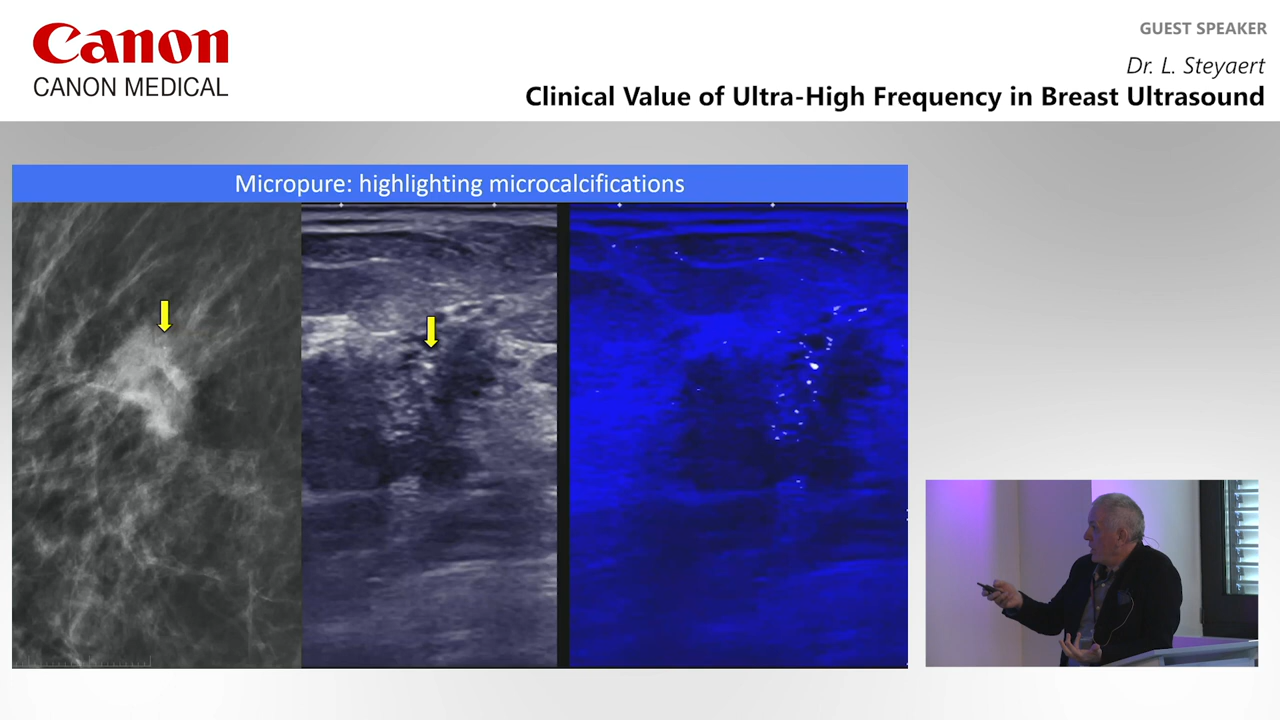 Canon
CANON MEDICAL
GUEST SPEAKER
Dr. L. Steyaert
Clinical Value of Ultra-High Frequency in Breast Ultrasound
Micropure: highlighting microcalcifications